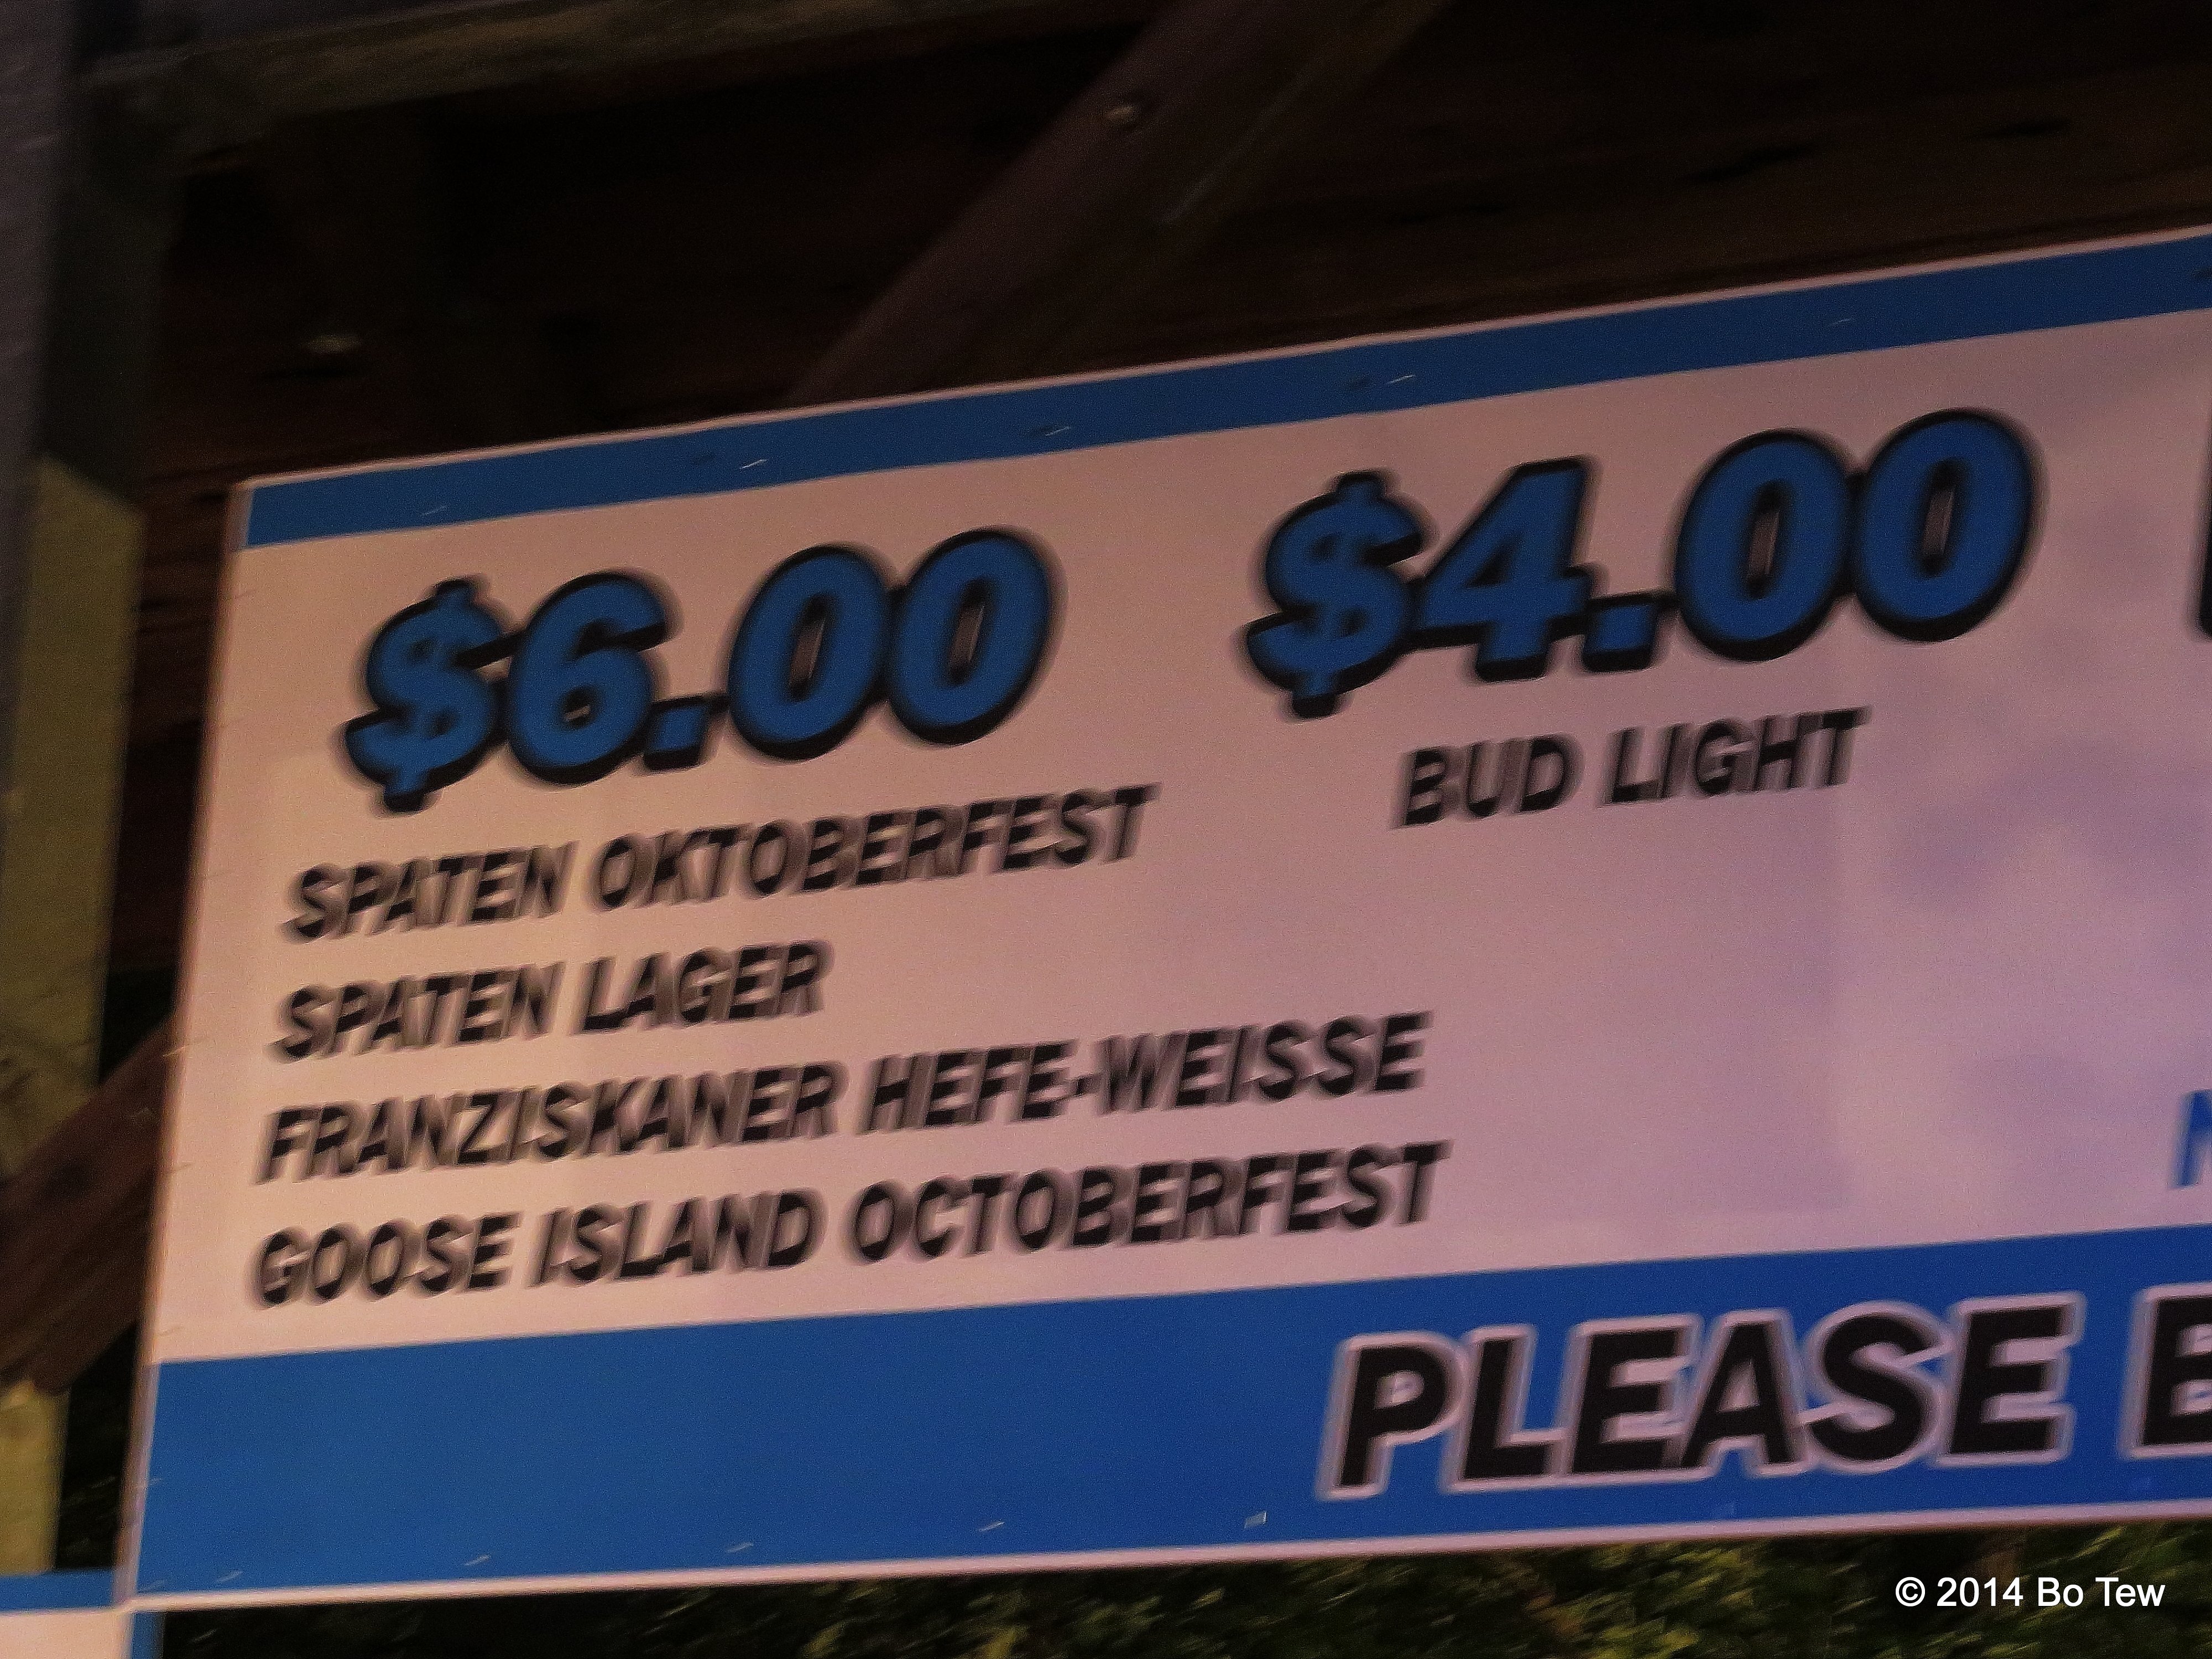 $6.00
SPATEN OKTOBERFEST
SPATEN LAGER
FRANZISKANER HEFE-WEISSE
GOOSE ISLAND OCTOBERFEST
$4.00
BUD LIGHT
PLEASE
© 2014 Bo Tew